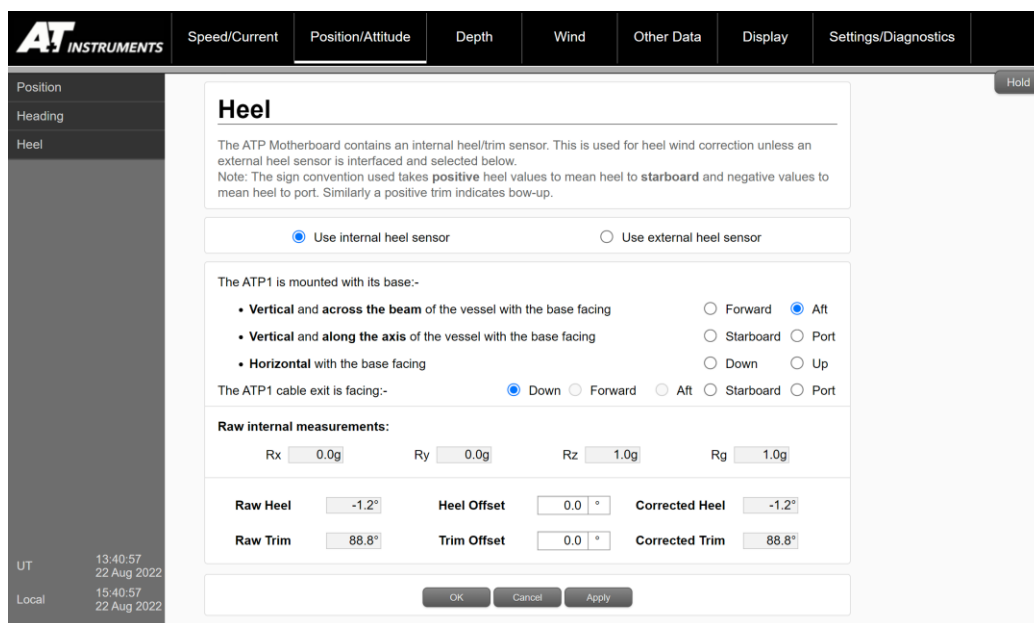 AT INSTRUMENTS
Speed/Current Position/Attitude Depth Wind Other Data Display Settings/Diagnostics
Hold
Position
Heading
Heel
Heel
The ATP Motherboard contains an internal heel/trim sensor. This is used for heel wind correction unless an
external heel sensor is interfaced and selected below.
Note: The sign convention used takes positive heel values to mean heel to starboard and negative values to
mean heel to port. Similarly a positive trim indicates bow-up.
Use internal heel sensor Use external heel sensor
The ATP1 is mounted with its base:-
• Vertical and across the beam of the vessel with the base facing Forward Aft
• Vertical and along the axis of the vessel with the base facing Starboard Port
• Horizontal with the base facing Down Up
The ATP1 cable exit is facing:- Down Forward Aft Starboard Port
Raw internal measurements:
Rx 0.0g Ry 0.0g Rz 1.0g Rg 1.0g
Raw Heel -1.2° Heel Offset 0.0 ° Corrected Heel -1.2°
Raw Trim 88.8° Trim Offset 0.0 ° Corrected Trim 88.8°
UT 13:40:57
22 Aug 2022
Local 15:40:57
22 Aug 2022
OK Cancel Apply